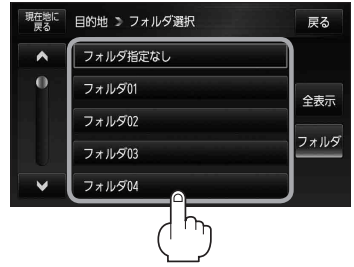 現在地に
戻る
目的地 > フォルダ選択
戻る
フォルダ指定なし
フォルダ01
フォルダ02
フォルダ03
フォルダ04
全表示
フォルダ